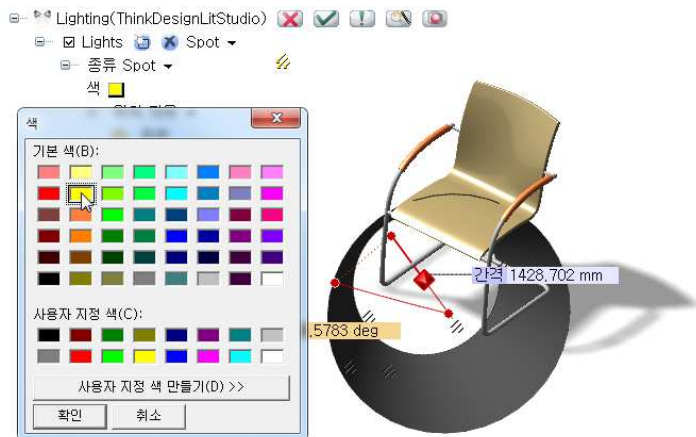 Lighting(ThinkDesignLitStudio)
Lights Spot
종류 Spot
색
색
기본 색(B):
간격 1428,702 mm
사용자 지정 색(C):
,5783 deg
사용자 지정 색 만들기(D) >>
확인 취소